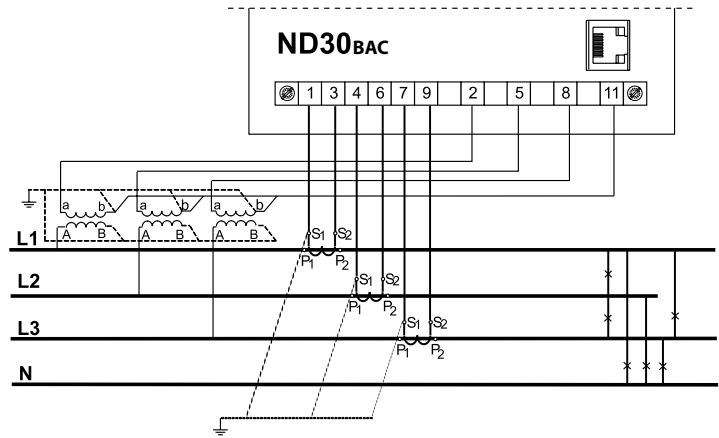 ND30BAC
1 3 4 6 7 9 2 5 8 11
a b a b a b
A B A B A B
L1
S1 S2
P1 P2
L2
S1 S2
P1 P2
L3
S1 S2
P1 P2
N